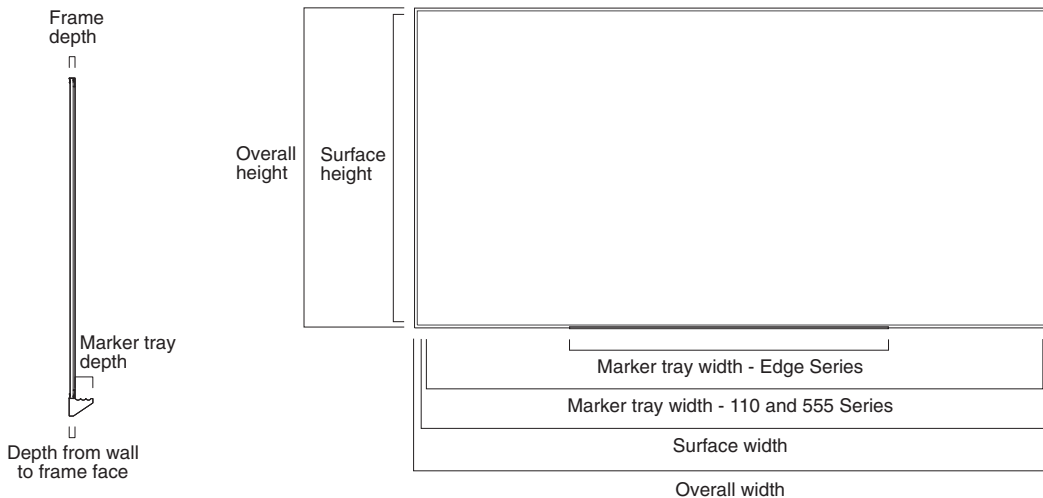 Frame
depth
Overall
height
Surface
height
Marker tray
depth
Depth from wall
to frame face
Marker tray width - Edge Series
Marker tray width - 110 and 555 Series
Surface width
Overall width